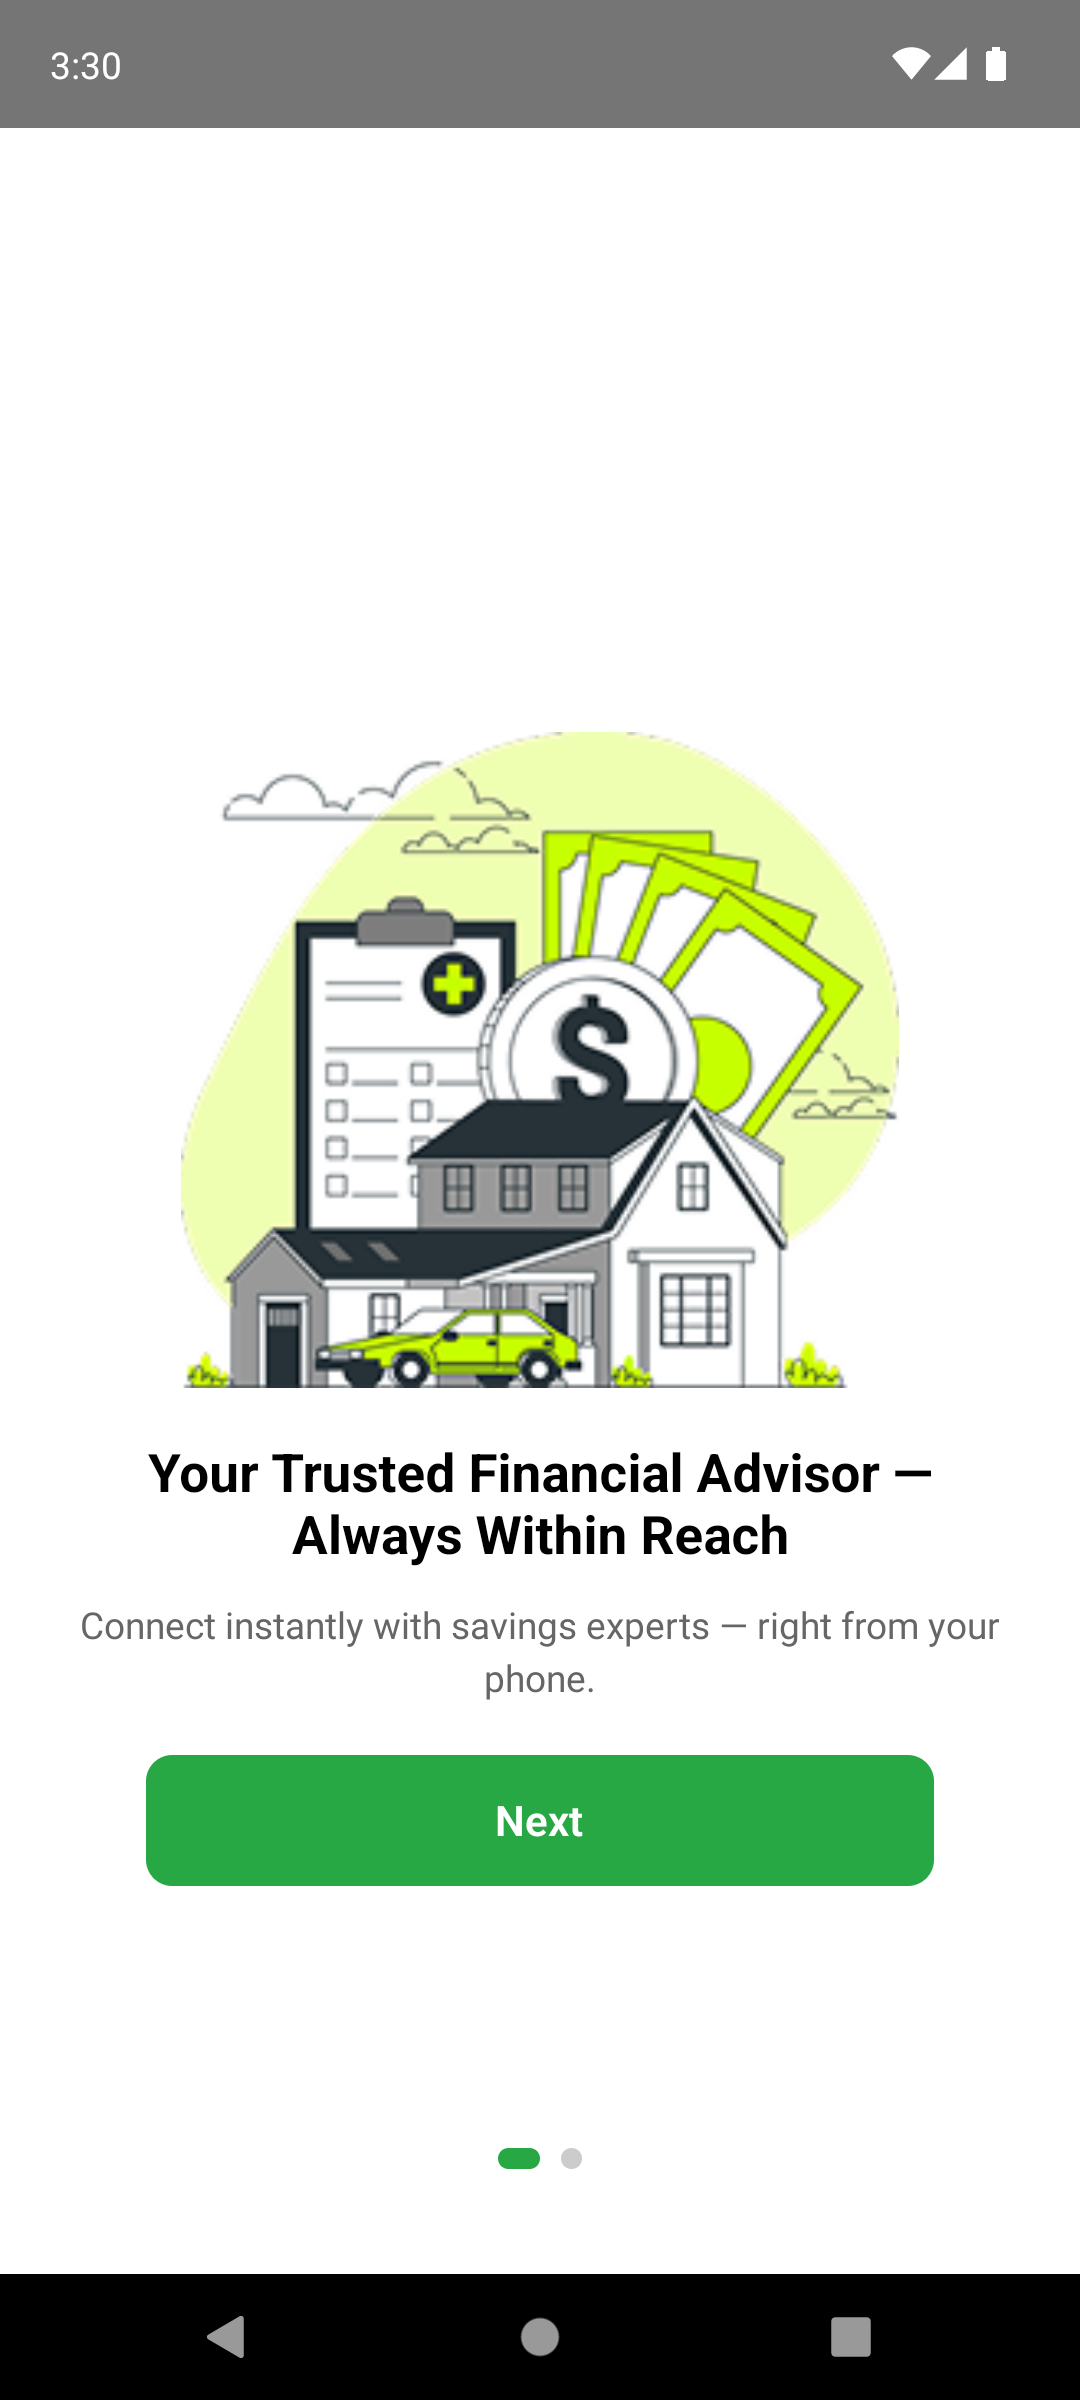 3:30
$
Your Trusted Financial Advisor —
Always Within Reach
Connect instantly with savings experts — right from your
phone.
Next